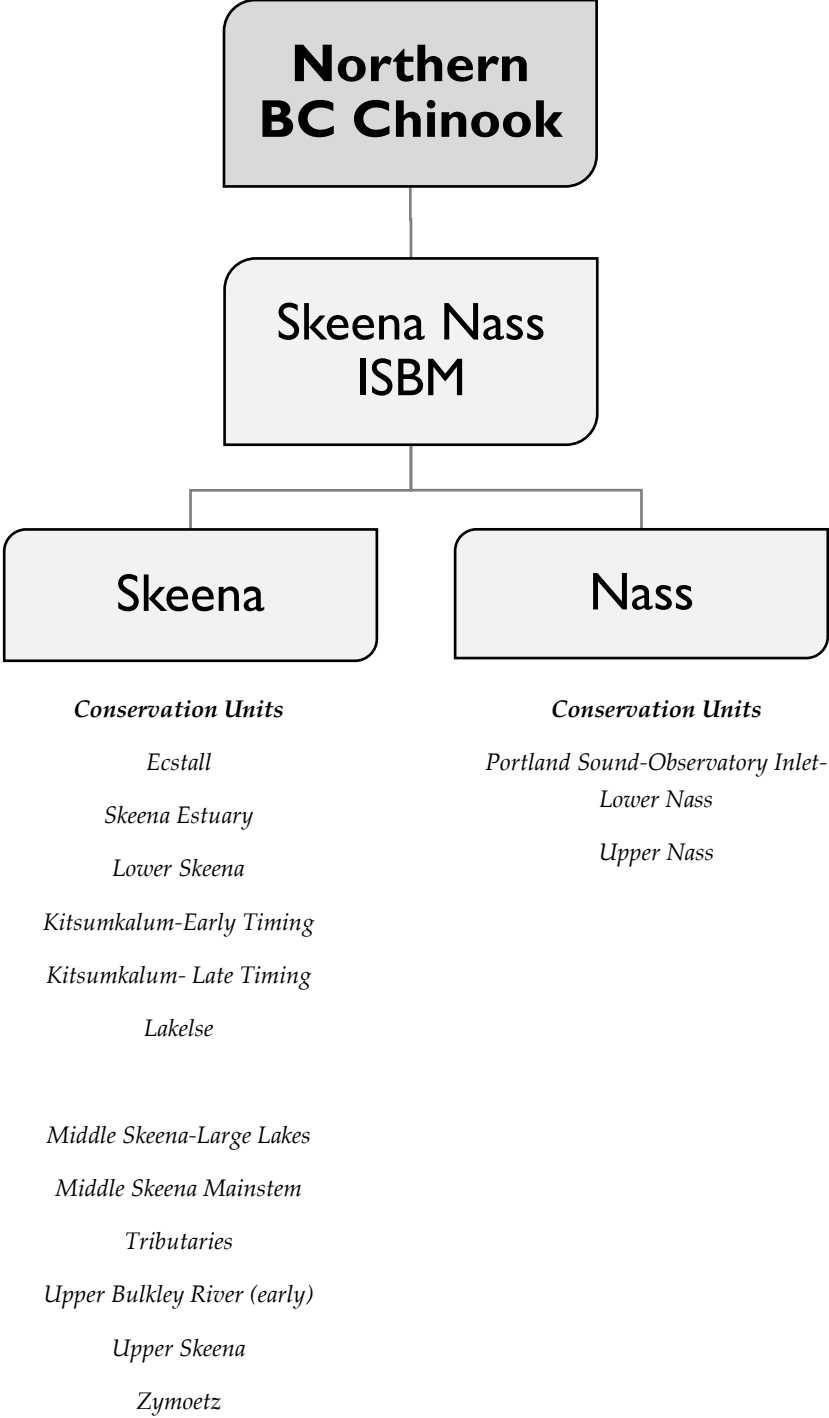 Northern
BC Chinook
Skeena Nass
ISBM
Skeena
Conservation Units
Ecstall
Skeena Estuary
Lower Skeena
Kitsumkalum-Early Timing
Kitsumkalum- Late Timing
Lakelse
Middle Skeena-Large Lakes
Middle Skeena Mainstem
Tributaries
Upper Bulkley River (early)
Upper Skeena
Zymoetz
Nass
Conservation Units
Portland Sound-Observatory Inlet-
Lower Nass
Upper Nass